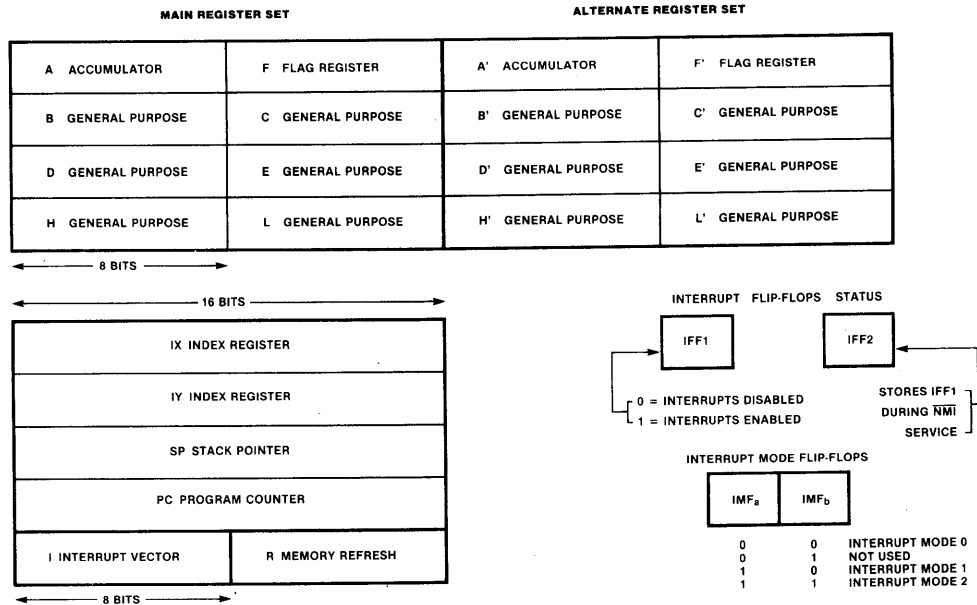 MAIN REGISTER SET
ALTERNATE REGISTER SET
A ACCUMULATOR
F FLAG REGISTER
A' ACCUMULATOR
F' FLAG REGISTER
B GENERAL PURPOSE
C GENERAL PURPOSE
B' GENERAL PURPOSE
C' GENERAL PURPOSE
D GENERAL PURPOSE
E GENERAL PURPOSE
D' GENERAL PURPOSE
E' GENERAL PURPOSE
H GENERAL PURPOSE
L GENERAL PURPOSE
H' GENERAL PURPOSE
L' GENERAL PURPOSE
8 BITS
16 BITS
IX INDEX REGISTER
IY INDEX REGISTER
SP STACK POINTER
PC PROGRAM COUNTER
I INTERRUPT VECTOR
R MEMORY REFRESH
8 BITS
INTERRUPT FLIP-FLOPS STATUS
IFF1
IFF2
0 = INTERRUPTS DISABLED
1 = INTERRUPTS ENABLED
STORES IFF1
DURING N̅M̅I̅
SERVICE
INTERRUPT MODE FLIP-FLOPS
IMFa
IMFb
0 0 INTERRUPT MODE 0
0 1 NOT USED
1 0 INTERRUPT MODE 1
1 1 INTERRUPT MODE 2